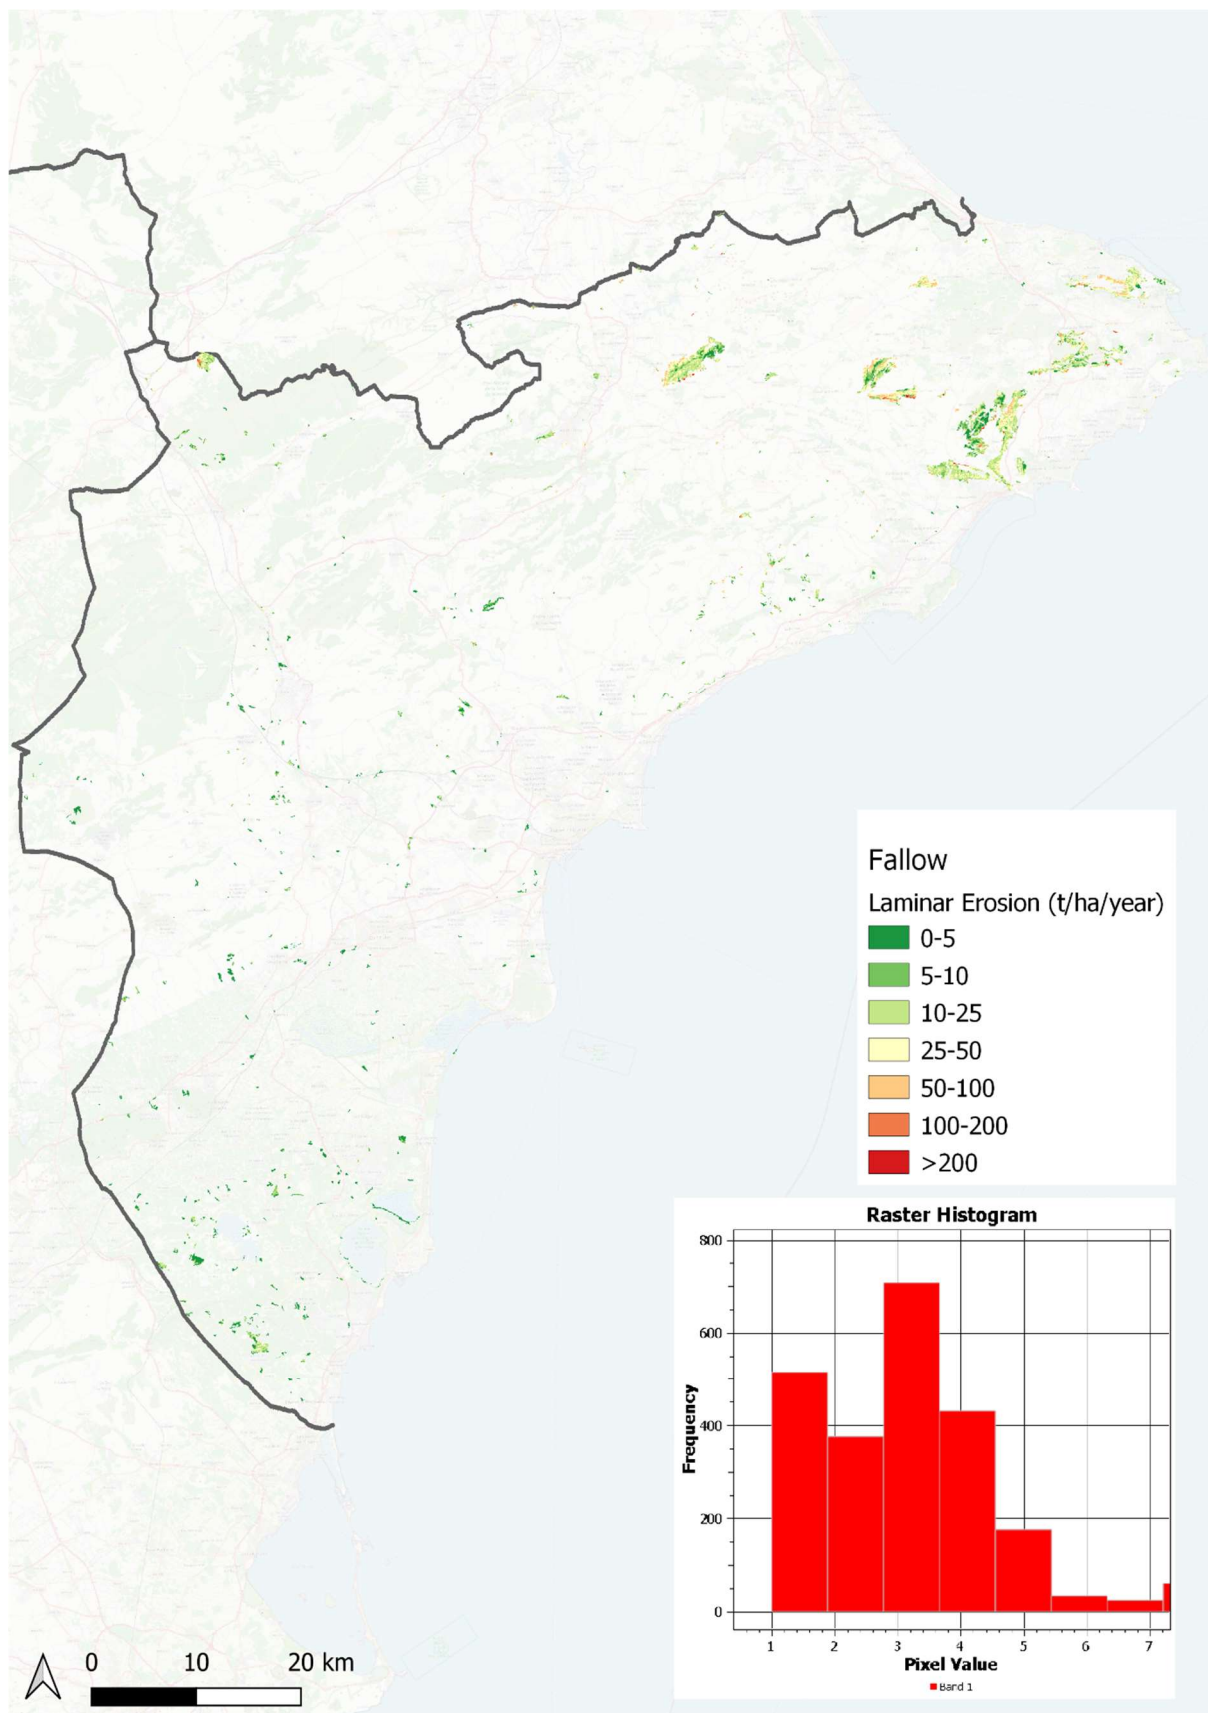 Fallow
Laminar Erosion (t/ha/year)
0-5
5-10
10-25
25-50
50-100
100-200
>200
Raster Histogram
800
600
400
200
0
Frequency
1 2 3 4 5 6 7
Pixel Value
Band 1
0 10 20 km